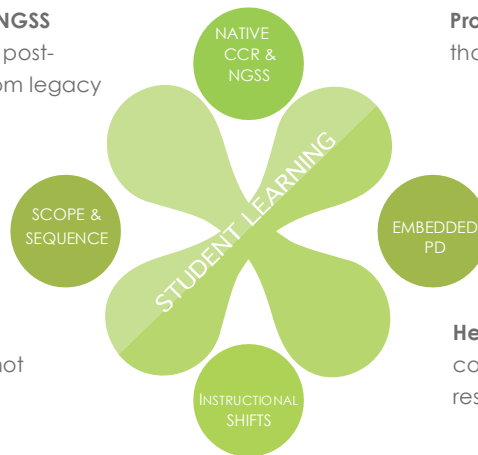 NGSS
post-
om legacy
Pro
tha
NATIVE
CCR &
NGSS
STUDENT LEARNING
SCOPE &
SEQUENCE
EMBEDDED
PD
INSTRUCTIONAL
SHIFTS
not
He
co
res